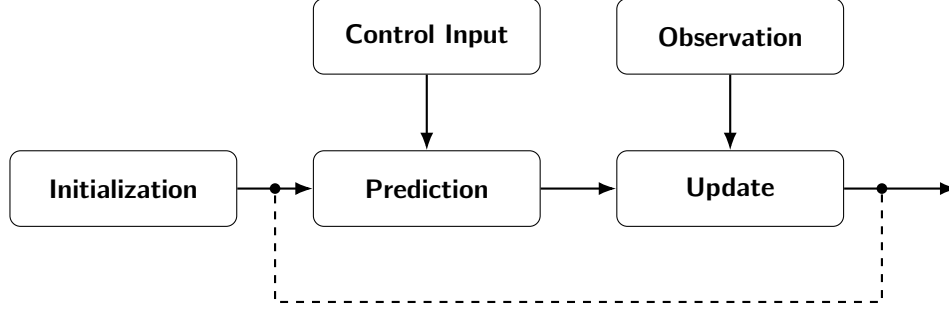 Control Input
Observation
Initialization
Prediction
Update